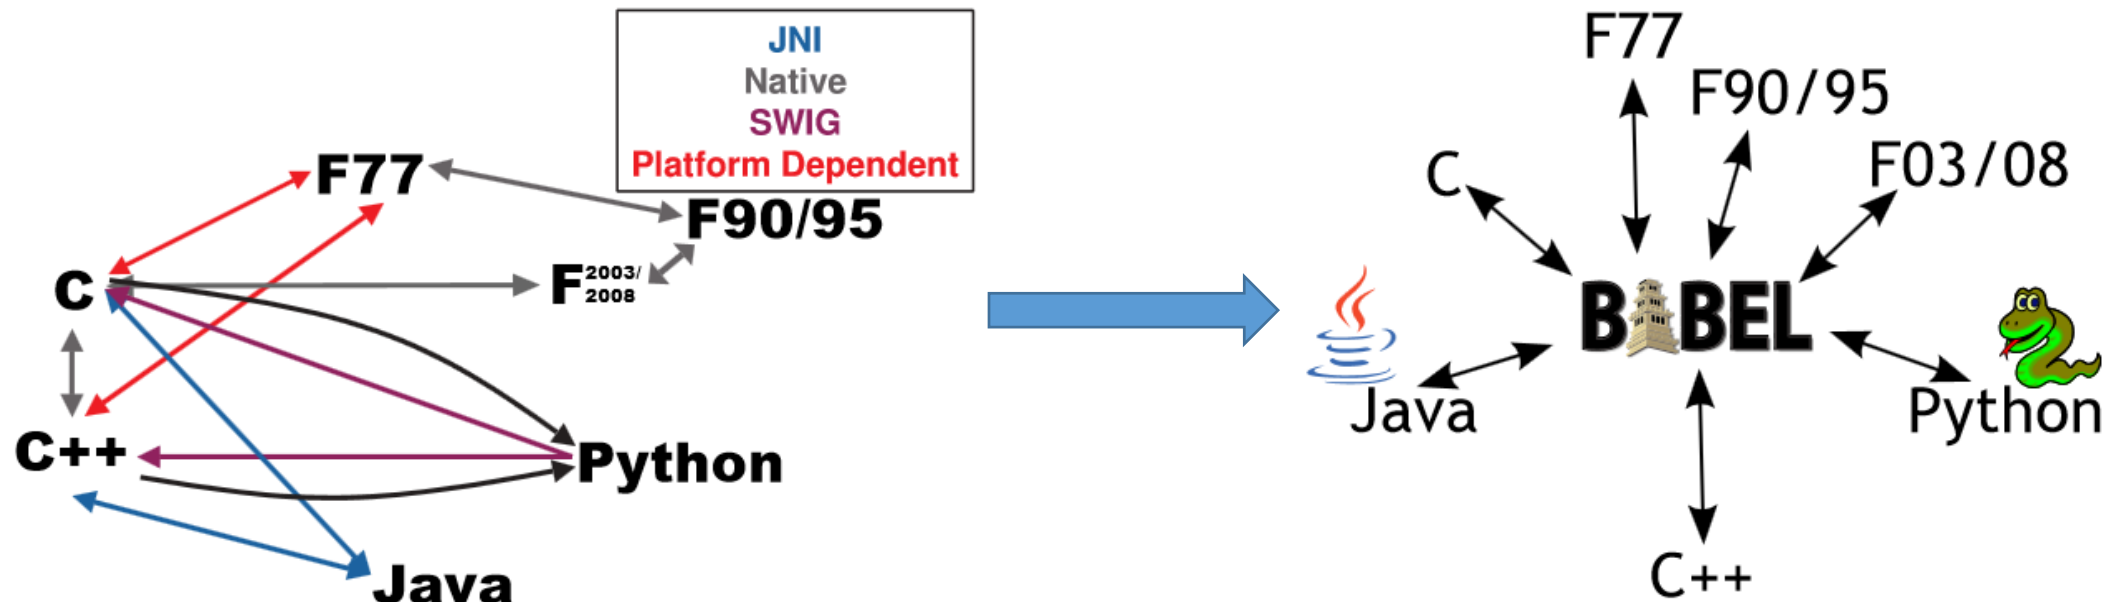 JNI
Native
SWIG
Platform Dependent
F77
F90/95
C
F 2003/
2008
C++
Python
Java
F77
F90/95
F03/08
C
BABEL
Java
Python
C++